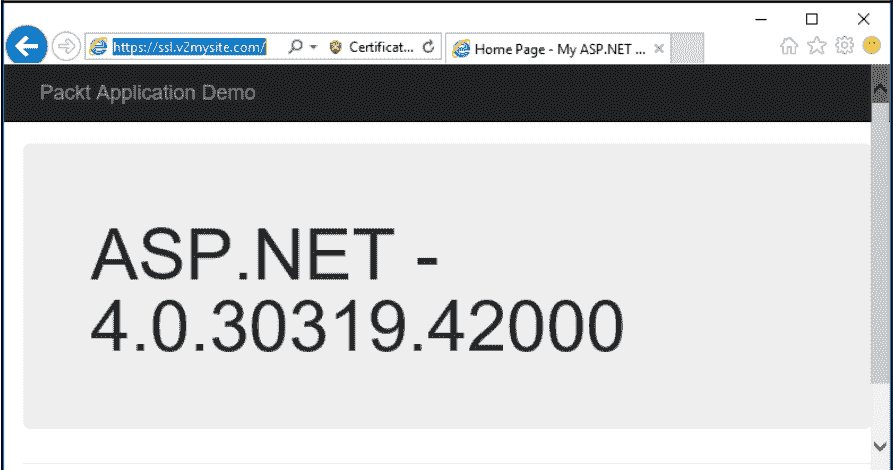 https://ssl.v2mysite.com/ Certificat... Home Page - My ASP.NET ...
Packt Application Demo
ASP.NET -
4.0.30319.42000